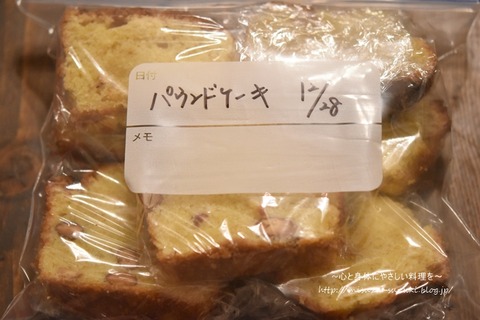 日付
パウンドケーキ 12/28
メモ
～心と身体にやさしい料理を～